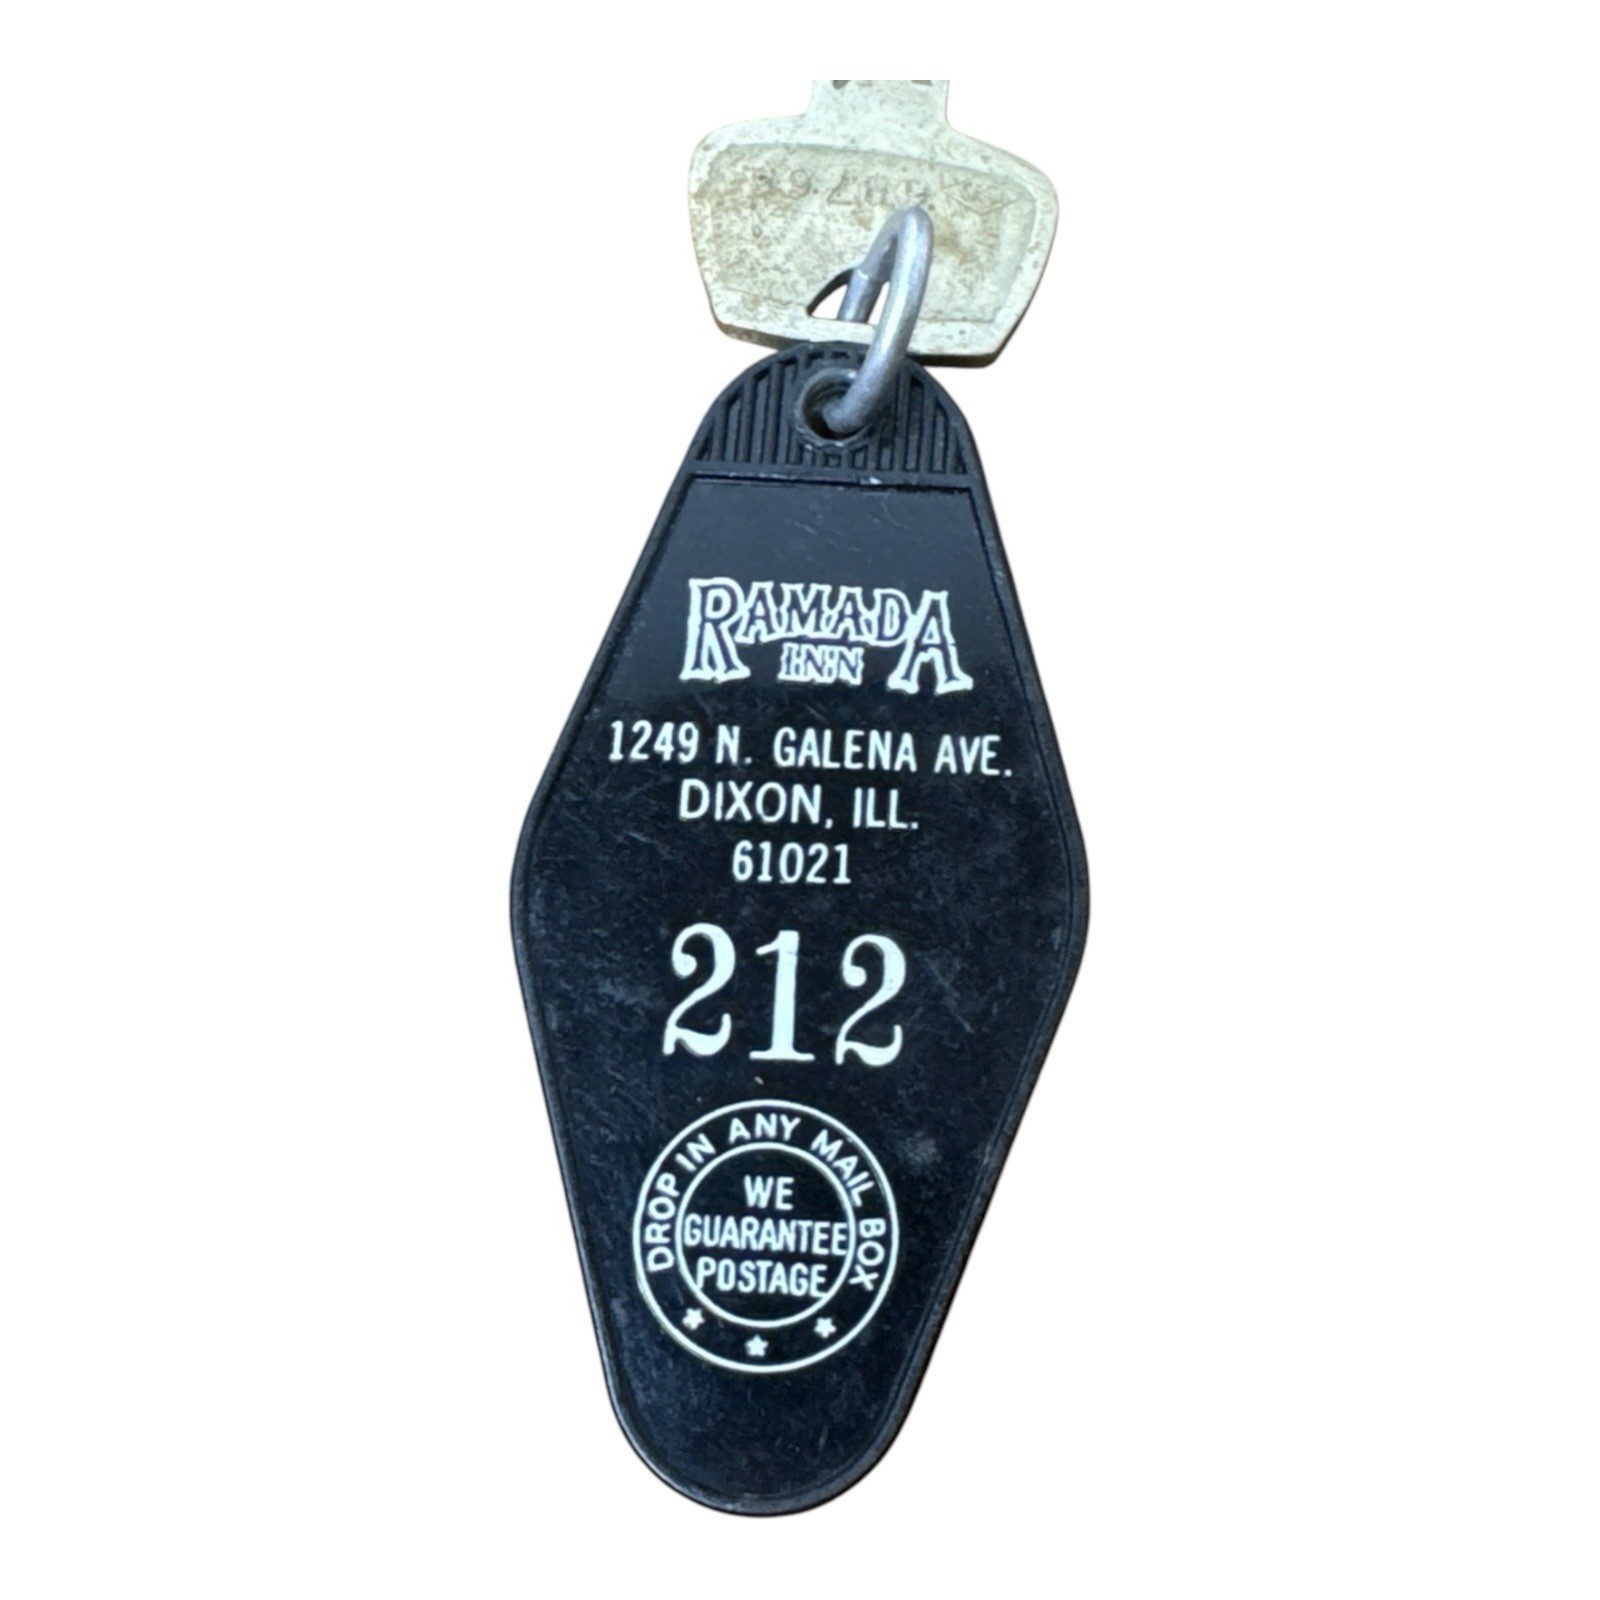 RAMADA
INN
1249 N. GALENA AVE.
DIXON, ILL.
61021
212
DROP IN ANY MAIL BOX
WE
GUARANTEE
POSTAGE